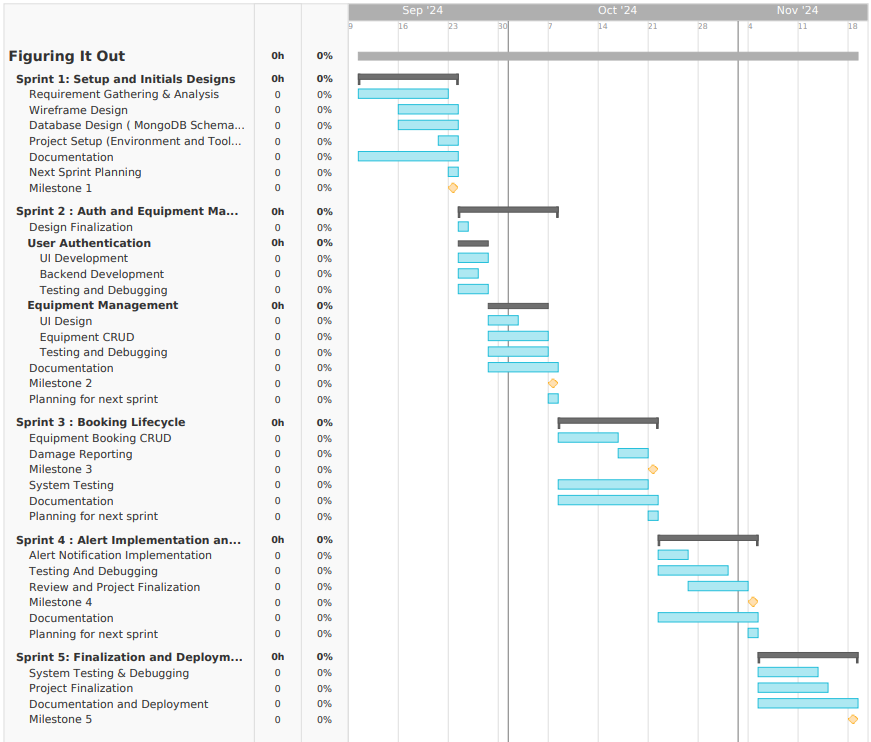 Sep '24 Oct '24 Nov '24
9 16 23 30 7 14 21 28 4 11 18
Figuring It Out 0h 0%
Sprint 1: Setup and Initials Designs 0h 0%
Requirement Gathering & Analysis 0 0%
Wireframe Design 0 0%
Database Design ( MongoDB Schema... 0 0%
Project Setup (Environment and Tool... 0 0%
Documentation 0 0%
Next Sprint Planning 0 0%
Milestone 1 0 0%
Sprint 2 : Auth and Equipment Ma... 0h 0%
Design Finalization 0 0%
User Authentication 0h 0%
UI Development 0 0%
Backend Development 0 0%
Testing and Debugging 0 0%
Equipment Management 0h 0%
UI Design 0 0%
Equipment CRUD 0 0%
Testing and Debugging 0 0%
Documentation 0 0%
Milestone 2 0 0%
Planning for next sprint 0 0%
Sprint 3 : Booking Lifecycle 0h 0%
Equipment Booking CRUD 0 0%
Damage Reporting 0 0%
Milestone 3 0 0%
System Testing 0 0%
Documentation 0 0%
Planning for next sprint 0 0%
Sprint 4 : Alert Implementation an... 0h 0%
Alert Notification Implementation 0 0%
Testing And Debugging 0 0%
Review and Project Finalization 0 0%
Milestone 4 0 0%
Documentation 0 0%
Planning for next sprint 0 0%
Sprint 5: Finalization and Deploym... 0h 0%
System Testing & Debugging 0 0%
Project Finalization 0 0%
Documentation and Deployment 0 0%
Milestone 5 0 0%